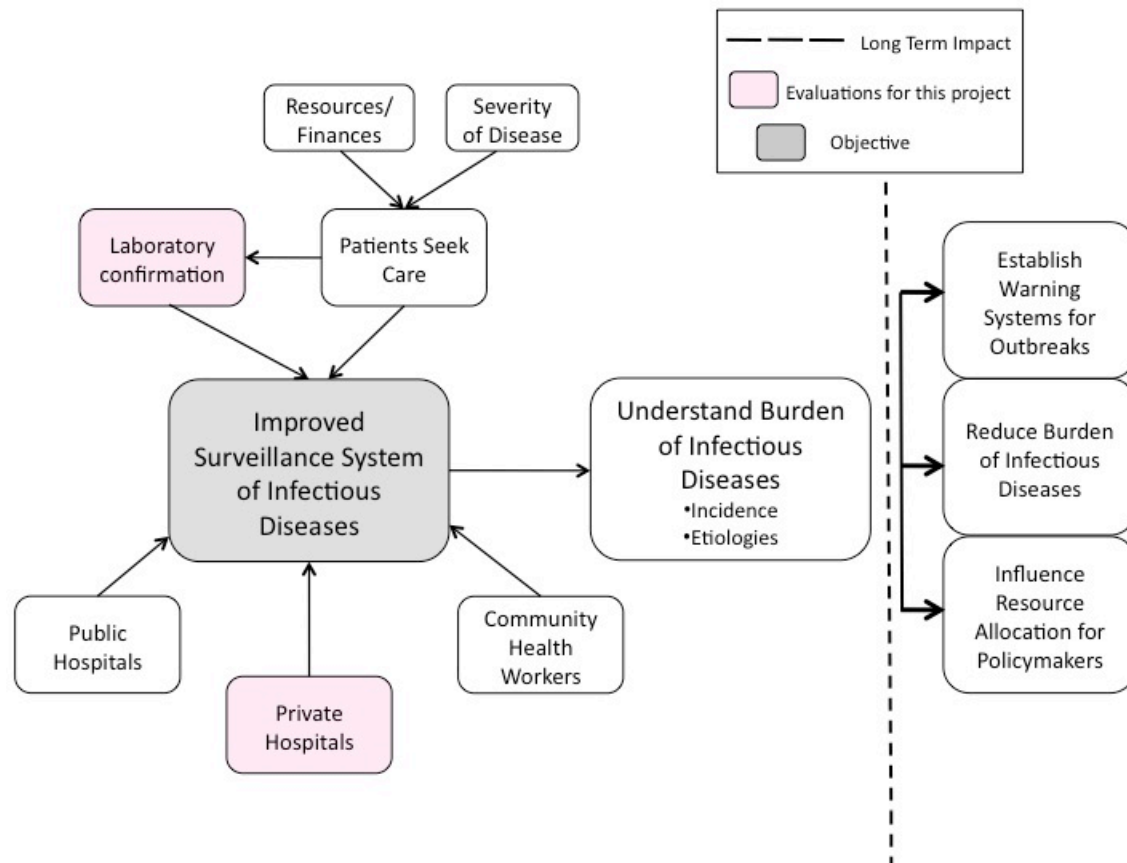 Long Term Impact
Evaluations for this project
Objective
Resources/
Finances
Severity
of Disease
Laboratory
confirmation
Patients Seek
Care
Improved
Surveillance System
of Infectious
Diseases
Understand Burden
of Infectious
Diseases
•Incidence
•Etiologies
Public
Hospitals
Private
Hospitals
Community
Health
Workers
Establish
Warning
Systems for
Outbreaks
Reduce Burden
of Infectious
Diseases
Influence
Resource
Allocation for
Policymakers